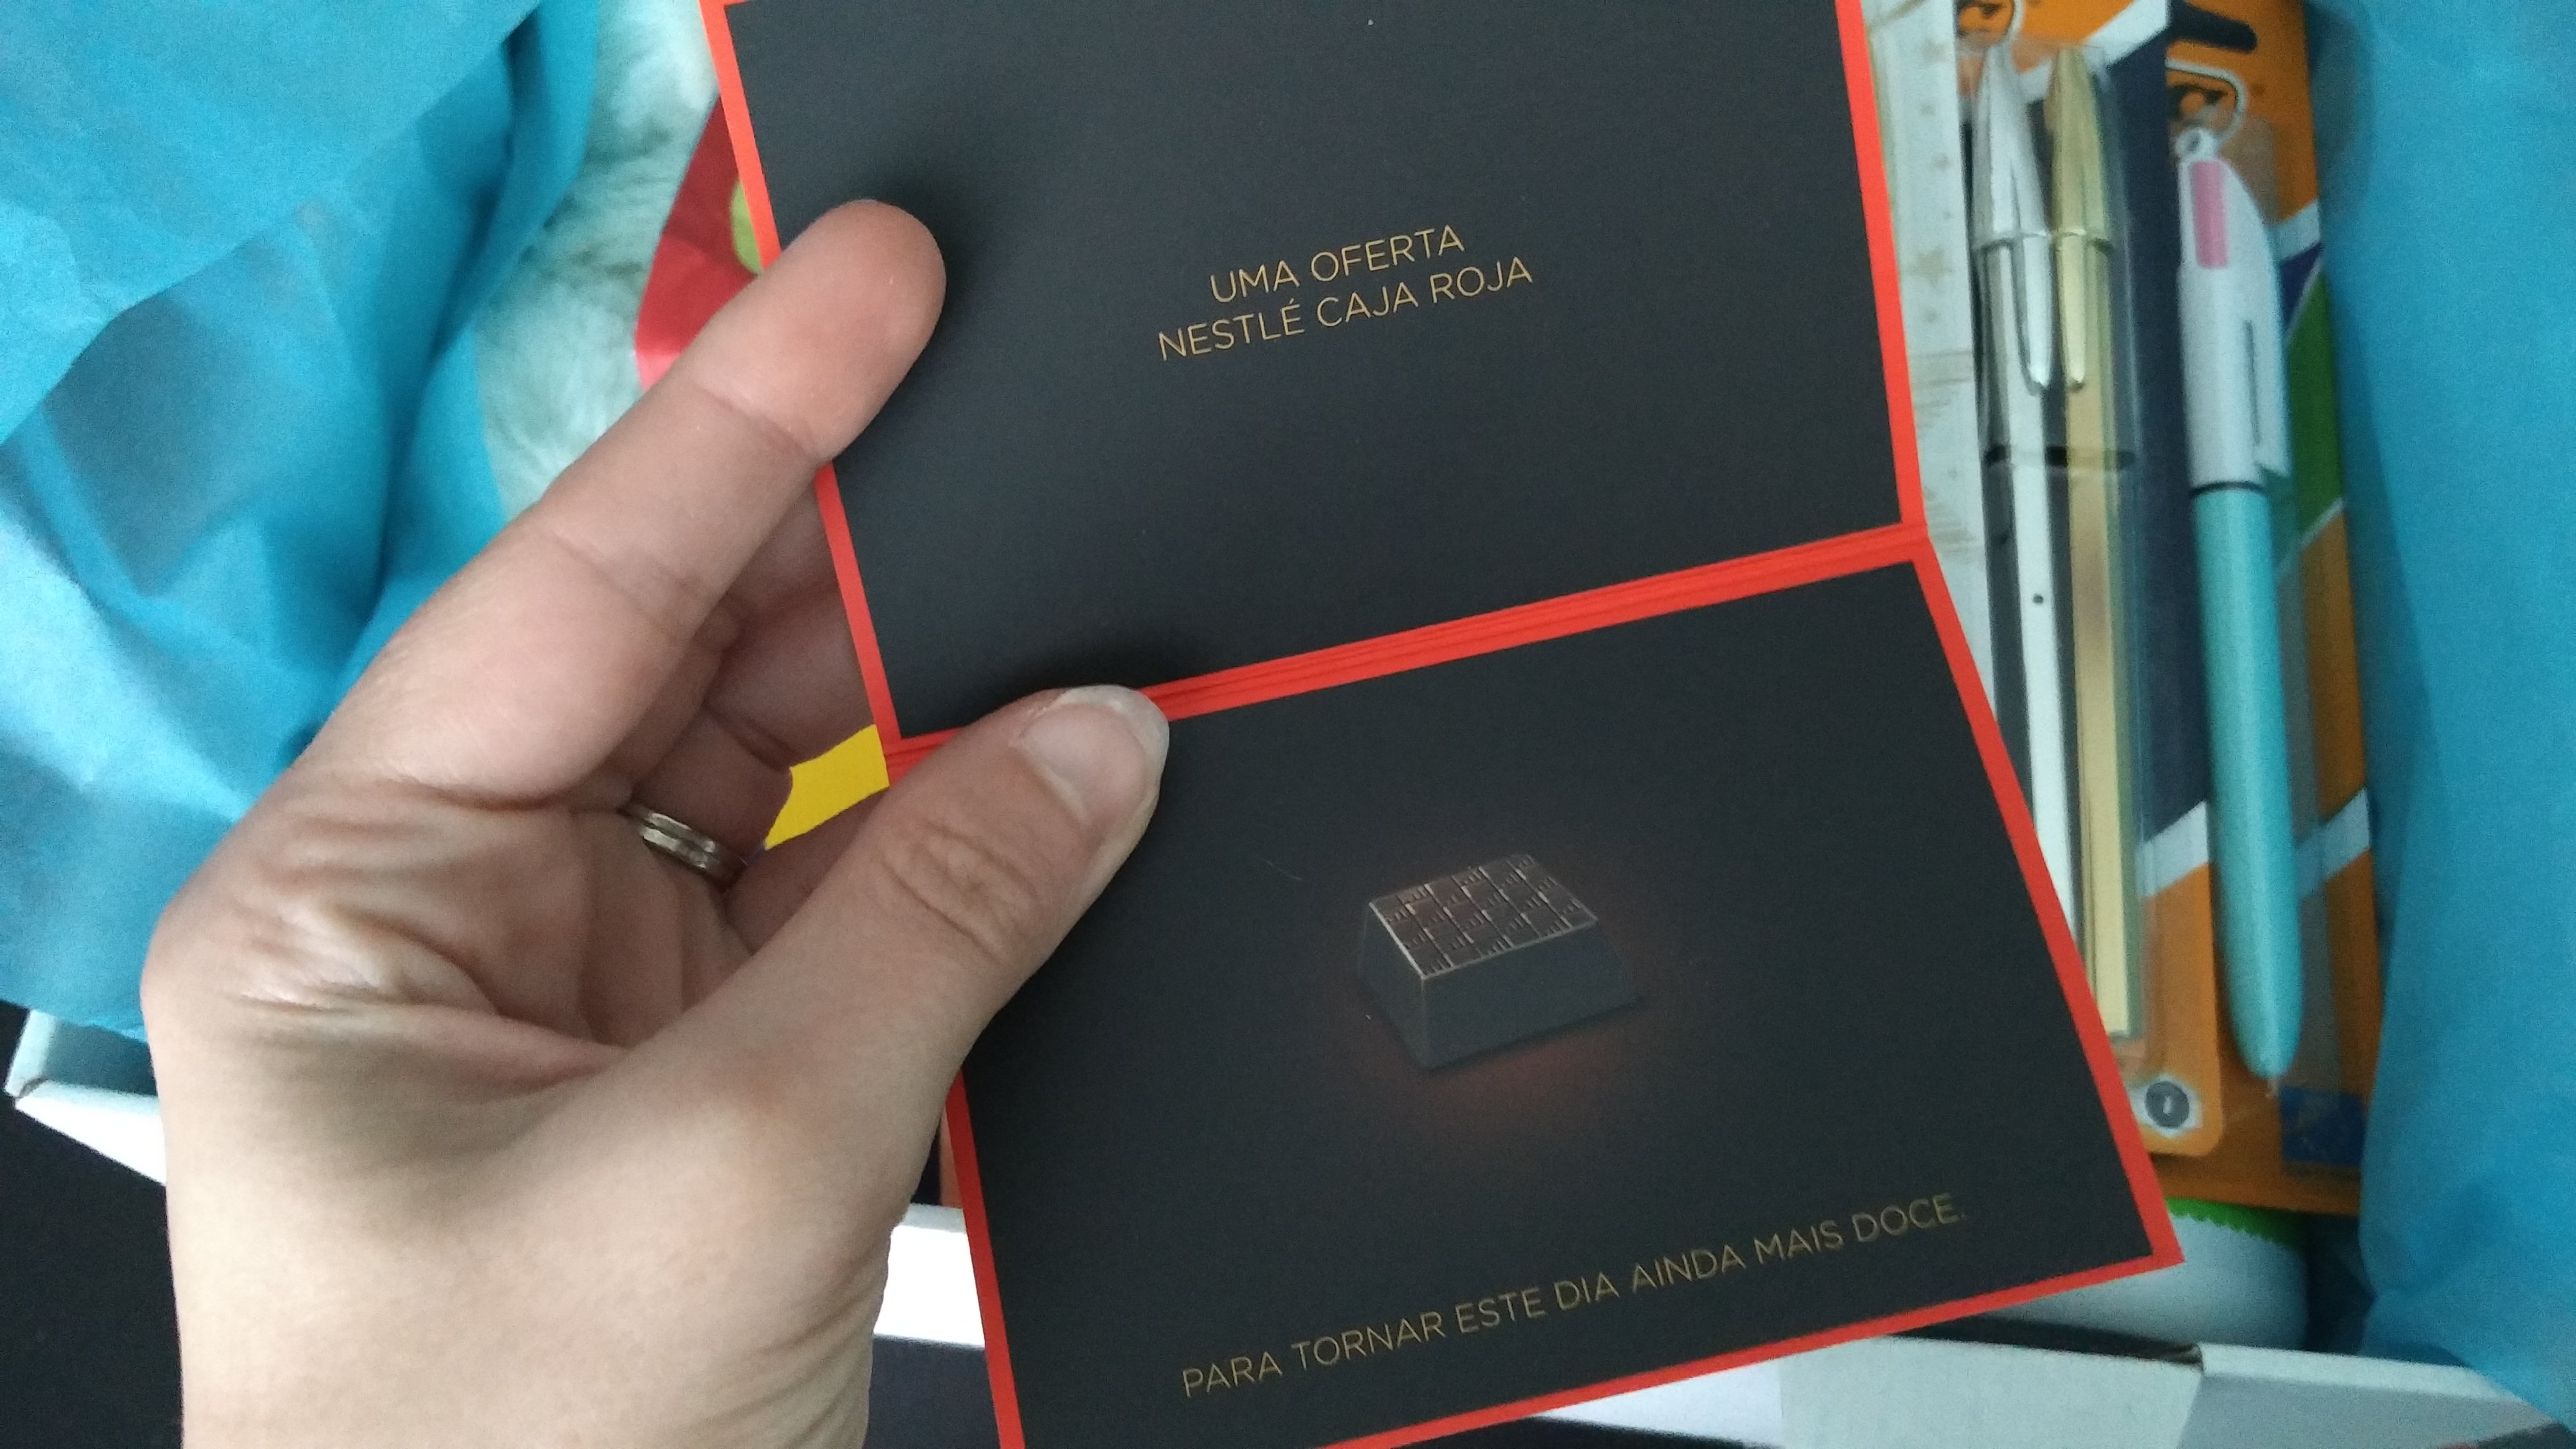 UMA OFERTA
NESTLÉ CAJA ROJA
PARA TORNAR ESTE DIA AINDA MAIS DOCE.